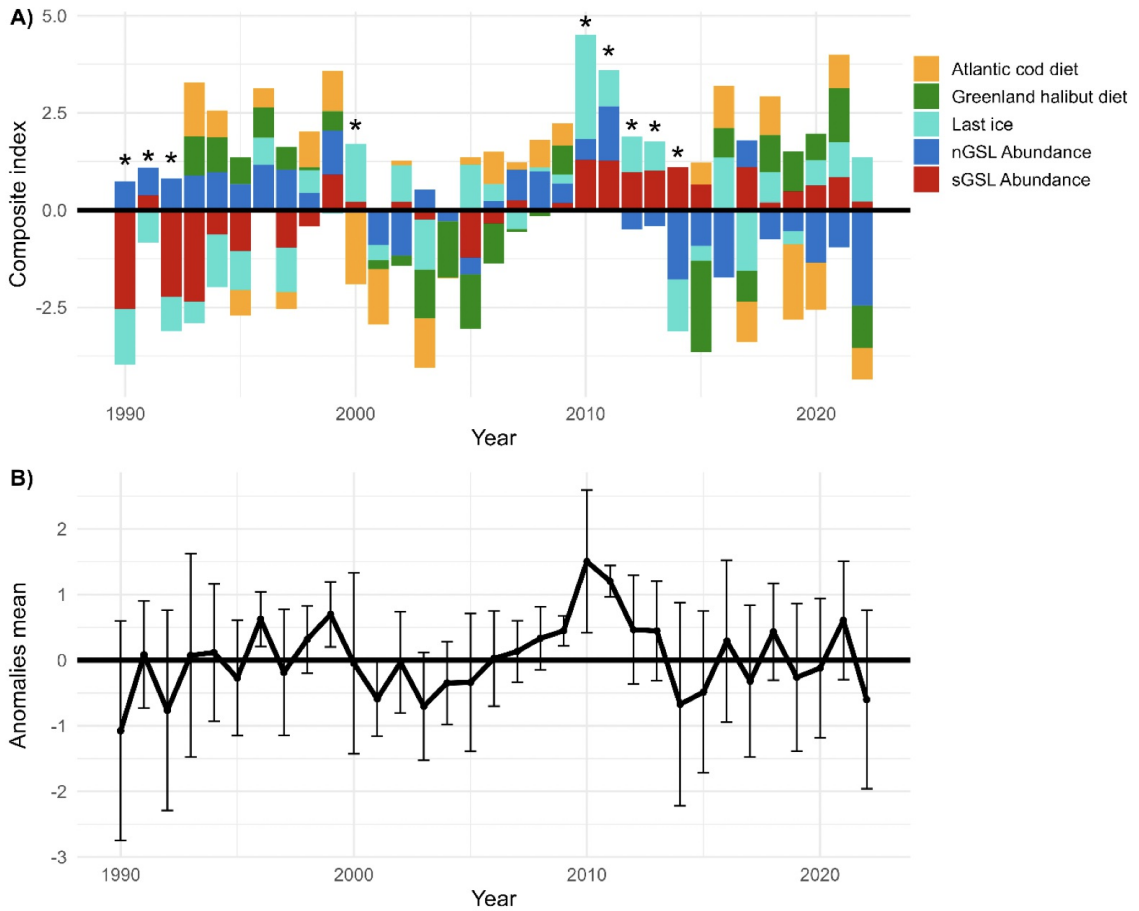 A)
Composite index
5.0
2.5
0.0
-2.5
* * * * * * * * *
1990 2000 2010 2020
Year
Atlantic cod diet
Greenland halibut diet
Last ice
nGSL Abundance
sGSL Abundance
B)
Anomalies mean
2
1
0
-1
-2
-3
1990 2000 2010 2020
Year